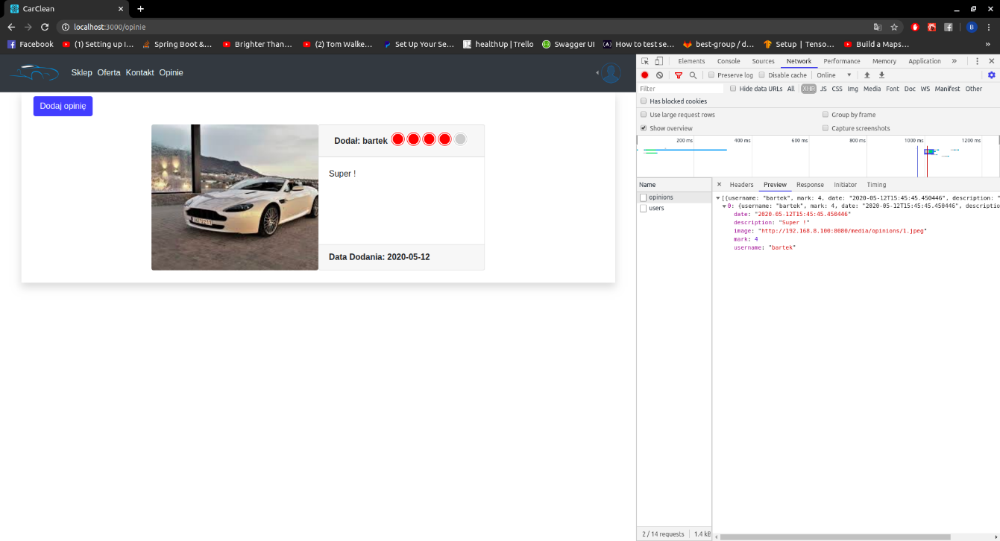 CarClean
localhost:3000/opinie
Facebook
(1) Setting up I…
Spring Boot &…
Brighter Than…
(2) Tom Walke…
Set Up Your Se…
healthUp | Trello
Swagger UI
How to test se…
best-group / d…
Setup | Tenso…
Build a Maps…
»
Sklep Oferta Kontakt Opinie
Dodaj opinię
Dodał: bartek
Super !
Data Dodania: 2020-05-12
Elements Console Sources Network Performance Memory Application »
Preserve log Disable cache Online
Filter Hide data URLs All XHR JS CSS Img Media Font Doc WS Manifest Other
Has blocked cookies
Use large request rows Group by frame
Show overview Capture screenshots
200 ms 400 ms 600 ms 800 ms 1000 ms 1200 ms
Name
opinions
users
Headers Preview Response Initiator Timing
[{username: "bartek", mark: 4, date: "2020-05-12T15:45:45.450446", description: "
0: {username: "bartek", mark: 4, date: "2020-05-12T15:45:45.450446", descriptio
date: "2020-05-12T15:45:45.450446"
description: "Super !"
image: "http://192.168.8.100:8080/media/opinions/1.jpeg"
mark: 4
username: "bartek"
2 / 14 requests 1.4 kB